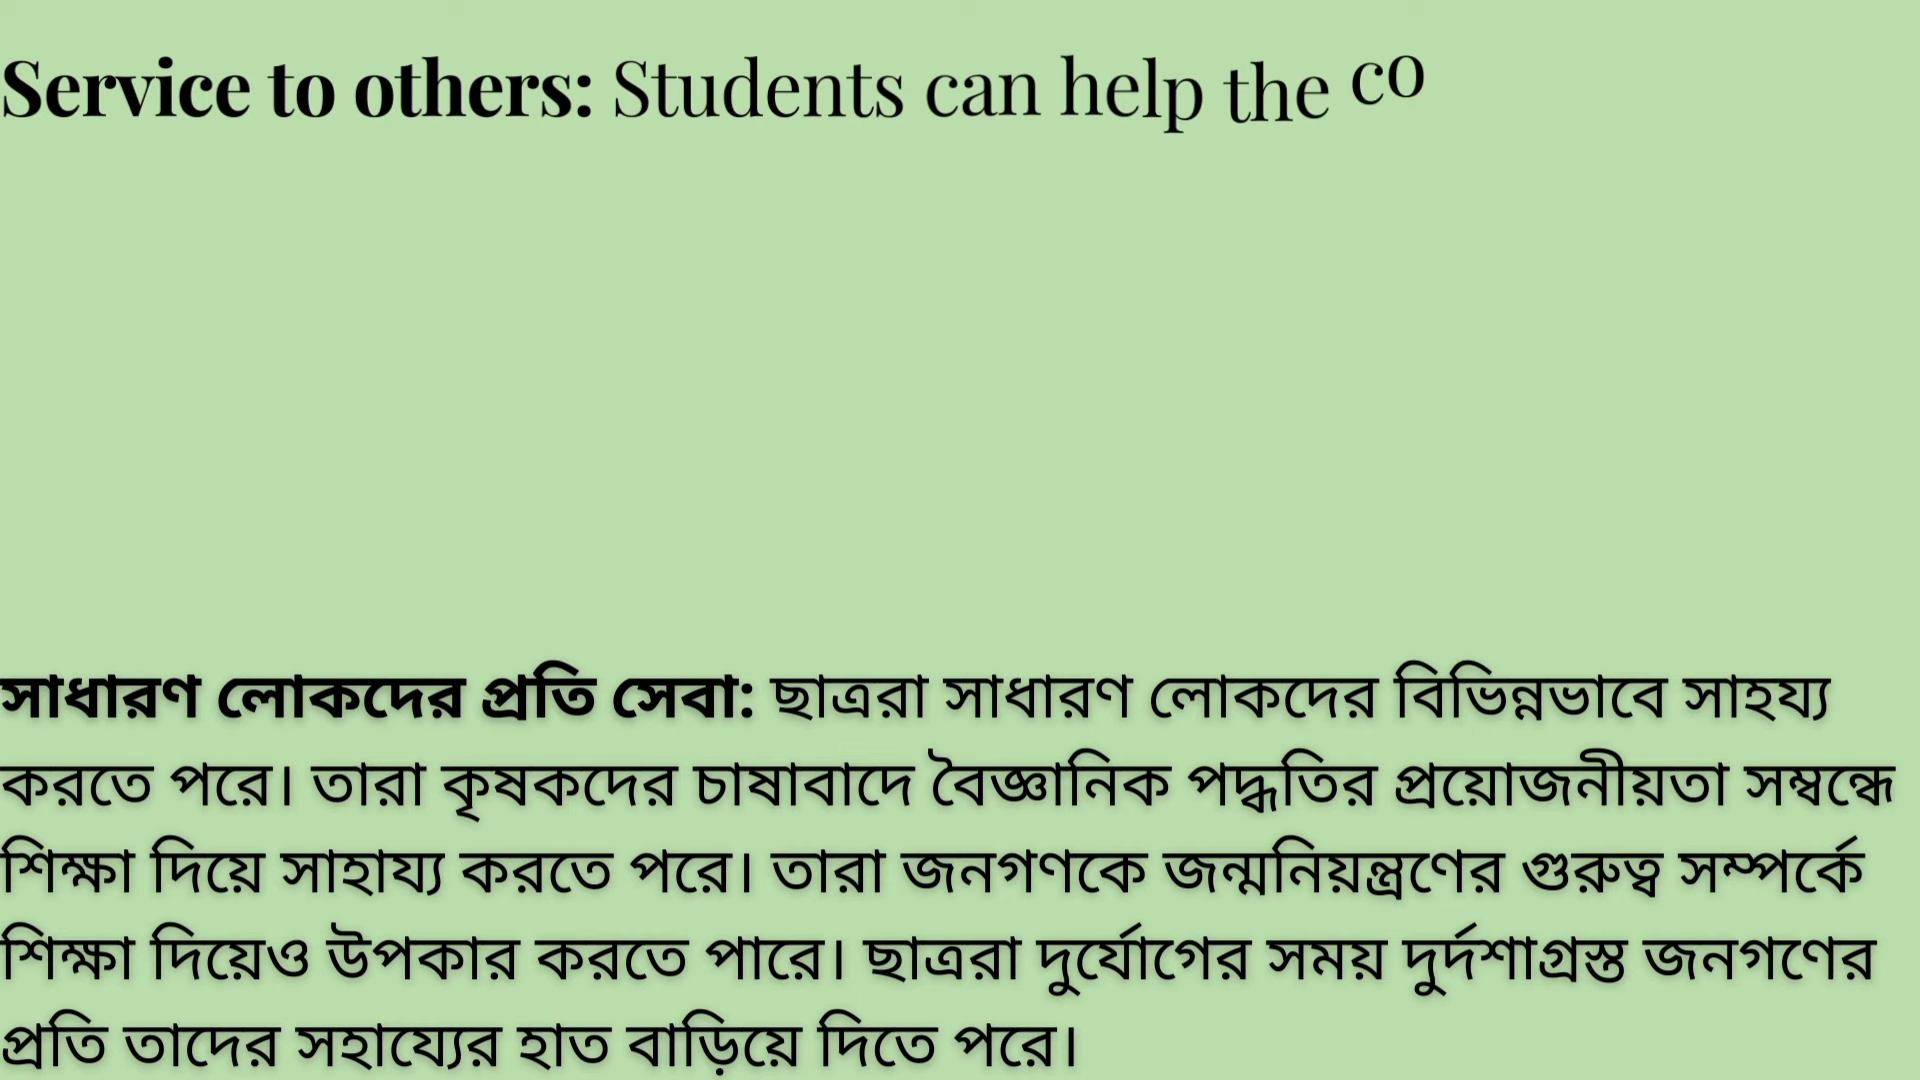 Service to others: Students can help the co
সাধারণ লোকদের প্রতি সেবা: ছাত্ররা সাধারণ লোকদের বিভিন্নভাবে সাহয্য
করতে পরে। তারা কৃষকদের চাষাবাদে বৈজ্ঞানিক পদ্ধতির প্রয়োজনীয়তা সম্বন্ধে
শিক্ষা দিয়ে সাহায্য করতে পরে। তারা জনগণকে জন্মনিয়ন্ত্রণের গুরুত্ব সম্পর্কে
শিক্ষা দিয়েও উপকার করতে পারে। ছাত্ররা দুর্যোগের সময় দুর্দশাগ্রস্ত জনগণের
প্রতি তাদের সহায্যের হাত বাড়িয়ে দিতে পরে।